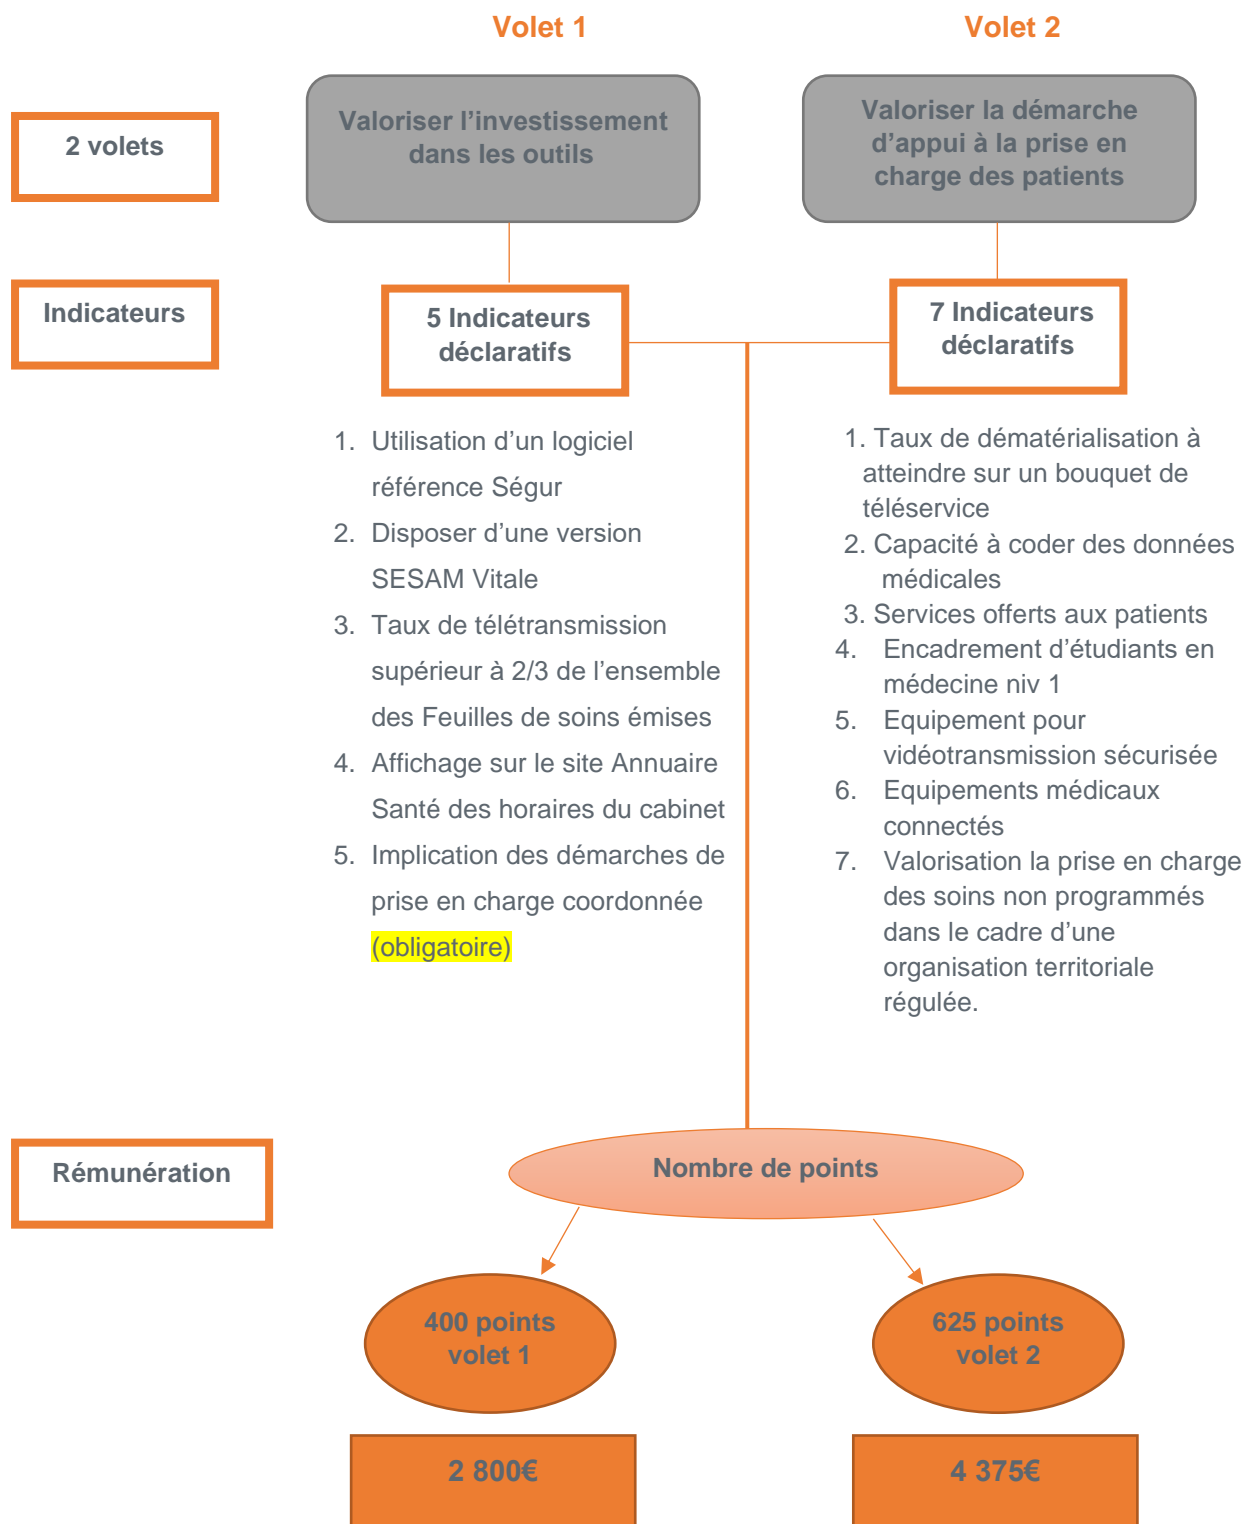 Volet 1
Volet 2
2 volets
Valoriser l’investissement
dans les outils
Valoriser la démarche
d’appui à la prise en
charge des patients
Indicateurs
5 Indicateurs
déclaratifs
7 Indicateurs
déclaratifs
1. Utilisation d’un logiciel
référence Ségur
2. Disposer d’une version
SESAM Vitale
3. Taux de télétransmission
supérieur à 2/3 de l’ensemble
des Feuilles de soins émises
4. Affichage sur le site Annuaire
Santé des horaires du cabinet
5. Implication des démarches de
prise en charge coordonnée
(obligatoire)
1. Taux de dématérialisation à
atteindre sur un bouquet de
téléservice
2. Capacité à coder des données
médicales
3. Services offerts aux patients
4. Encadrement d’étudiants en
médecine niv 1
5. Equipement pour
vidéotransmission sécurisée
6. Equipements médicaux
connectés
7. Valorisation la prise en charge
des soins non programmés
dans le cadre d’une
organisation territoriale
régulée.
Rémunération
Nombre de points
400 points
volet 1
625 points
volet 2
2 800€
4 375€